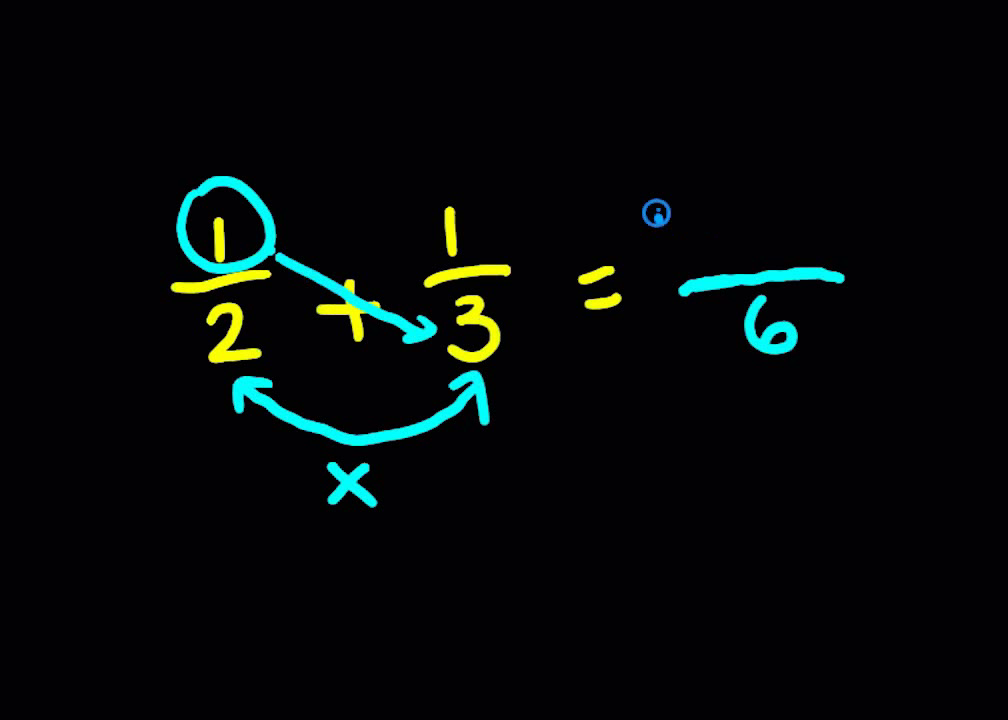 1/2 + 1/3 = /6
x